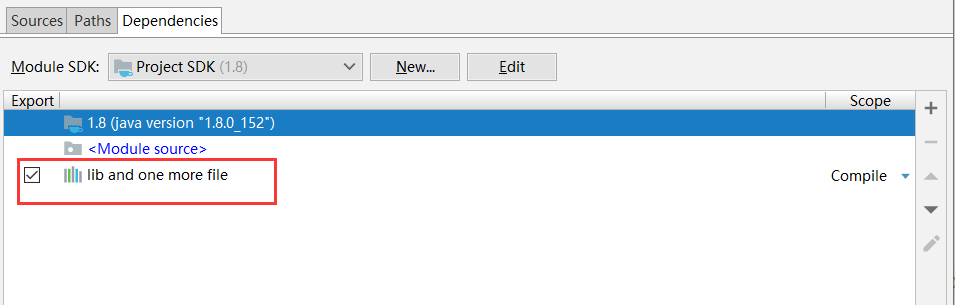 Sources Paths Dependencies
Module SDK: Project SDK (1.8) New... Edit
Export Scope
1.8 (java version "1.8.0_152")
<Module source>
lib and one more file Compile